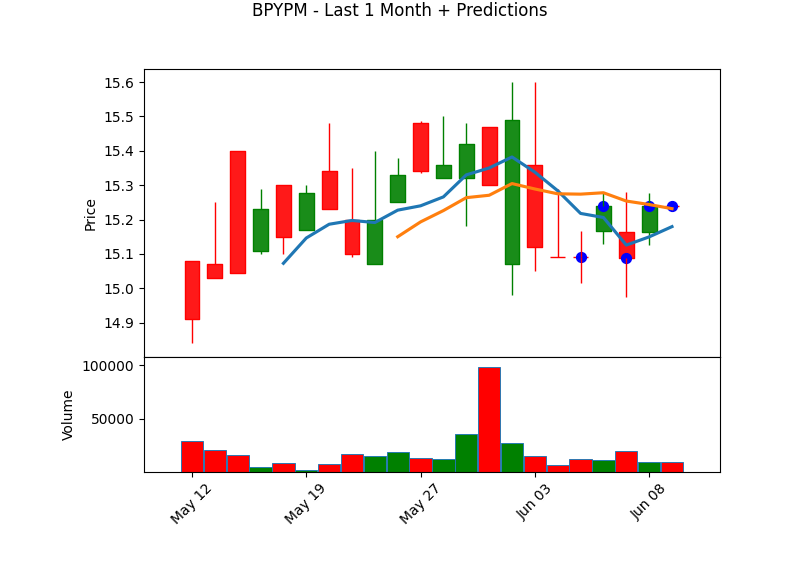 BPYPM - Last 1 Month + Predictions
Price
15.6
15.5
15.4
15.3
15.2
15.1
15.0
14.9
Volume
100000
50000
May 12
May 19
May 27
Jun 03
Jun 08